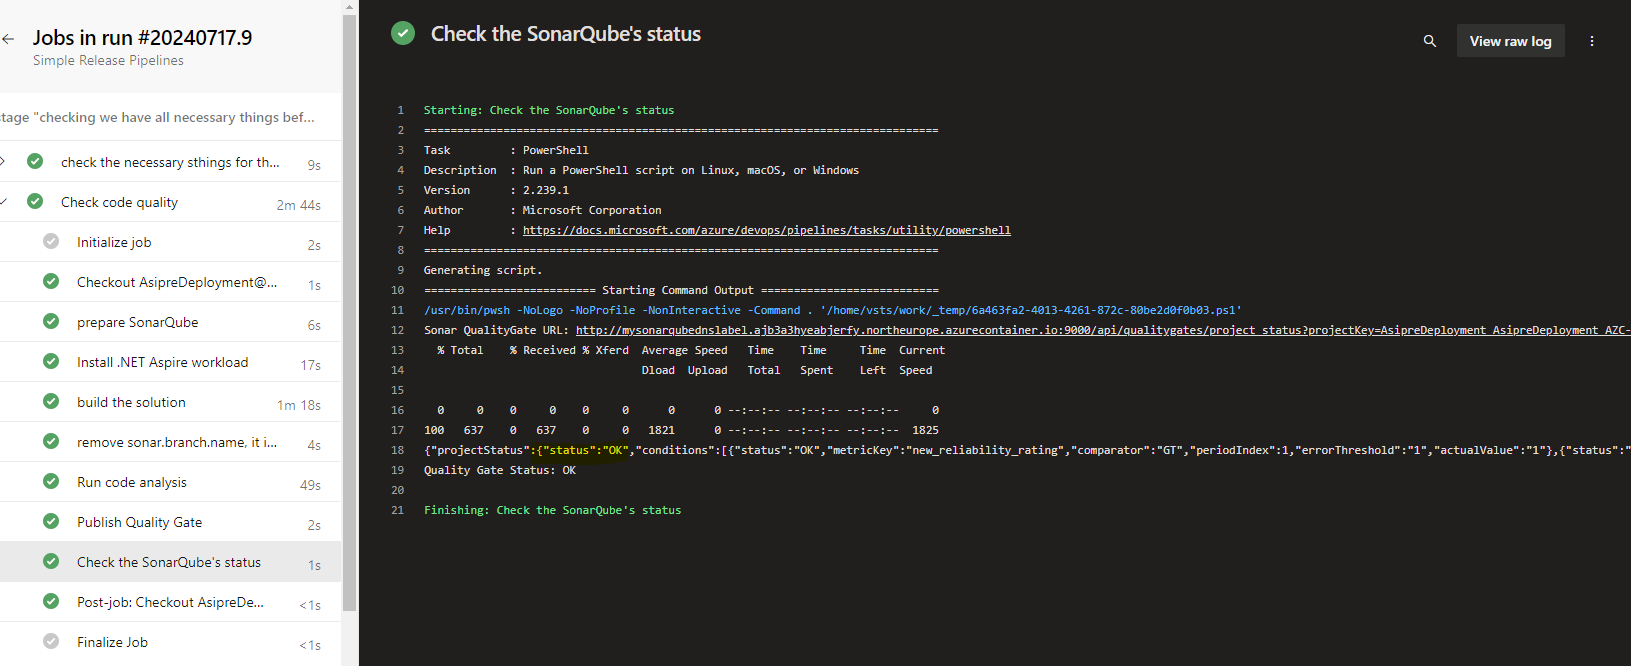 Jobs in run #20240717.9
Simple Release Pipelines
tage "checking we have all necessary things bef...
check the necessary sthings for th... 9s
Check code quality 2m 44s
Initialize job 2s
Checkout AsipreDeployment@... 1s
prepare SonarQube 6s
Install .NET Aspire workload 17s
build the solution 1m 18s
remove sonar.branch.name, it i... 4s
Run code analysis 49s
Publish Quality Gate 2s
Check the SonarQube's status 1s
Post-job: Checkout AsipreDe... <1s
Finalize Job <1s
Check the SonarQube's status
View raw log
1 Starting: Check the SonarQube's status
2 ==============================================================================
3 Task         : PowerShell
4 Description  : Run a PowerShell script on Linux, macOS, or Windows
5 Version      : 2.239.1
6 Author       : Microsoft Corporation
7 Help         : https://docs.microsoft.com/azure/devops/pipelines/tasks/utility/powershell
8 ==============================================================================
9 Generating script.
10 ========================== Starting Command Output ===========================
11 /usr/bin/pwsh -NoLogo -NoProfile -NonInteractive -Command . '/home/vsts/work/_temp/6a463fa2-4013-4261-872c-80be2d0f0b03.ps1'
12 Sonar QualityGate URL: http://mysonarqubednslabel.ajb3a3hyeabjerfy.northeurope.azurecontainer.io:9000/api/qualitygates/project_status?projectKey=AsipreDeployment_AsipreDeployment_AZC-
13   % Total    % Received % Xferd  Average Speed   Time    Time     Time  Current
14                                  Dload  Upload   Total   Spent    Left  Speed
15
16   0     0    0     0    0     0      0      0 --:--:-- --:--:-- --:--:--     0
17 100   637    0   637    0     0   1821      0 --:--:-- --:--:-- --:--:--  1825
18 {"projectStatus":{"status":"OK","conditions":[{"status":"OK","metricKey":"new_reliability_rating","comparator":"GT","periodIndex":1,"errorThreshold":"1","actualValue":"1"},{"status":"
19 Quality Gate Status: OK
20
21 Finishing: Check the SonarQube's status